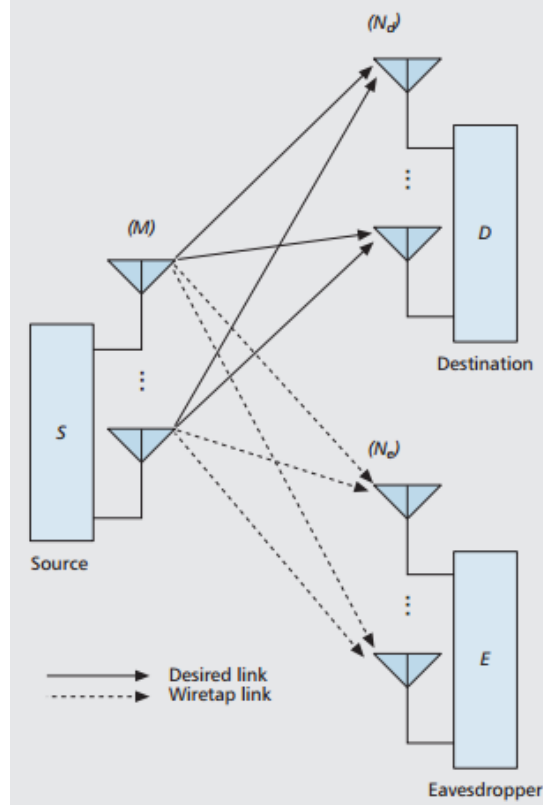 (Nd)
(M)
D
Destination
S
(Ne)
Source
E
Desired link
Wiretap link
Eavesdropper